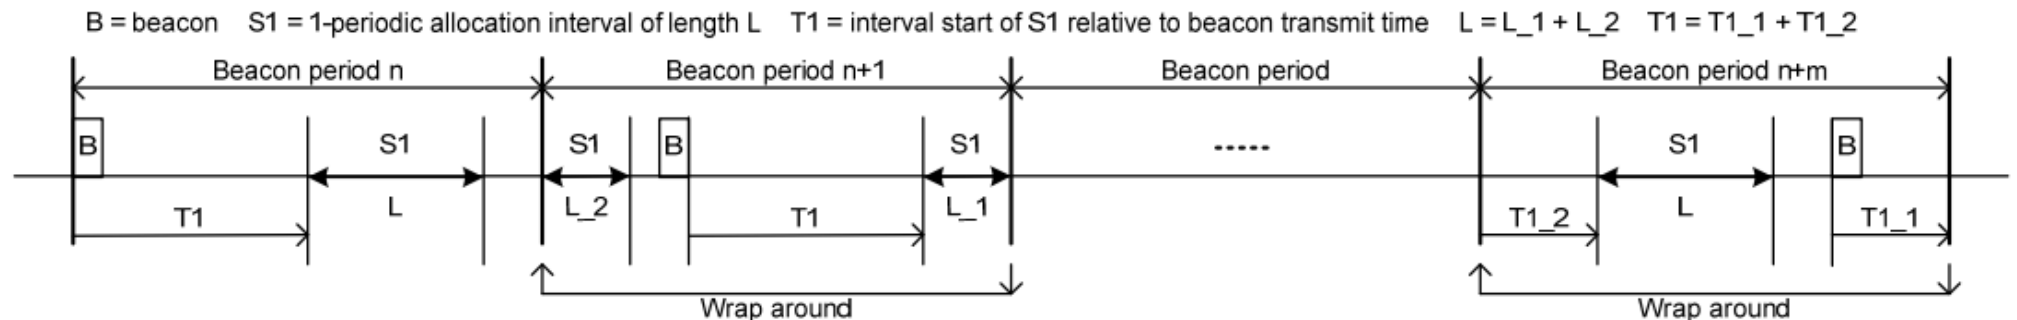 B = beacon S1 = 1-periodic allocation interval of length L T1 = interval start of S1 relative to beacon transmit time L = L_1 + L_2 T1 = T1_1 + T1_2
Beacon period n Beacon period n+1 Beacon period Beacon period n+m
B S1 S1 B S1 ----- S1 B
T1 L L_2 T1 L_1 T1_2 L T1_1
Wrap around Wrap around